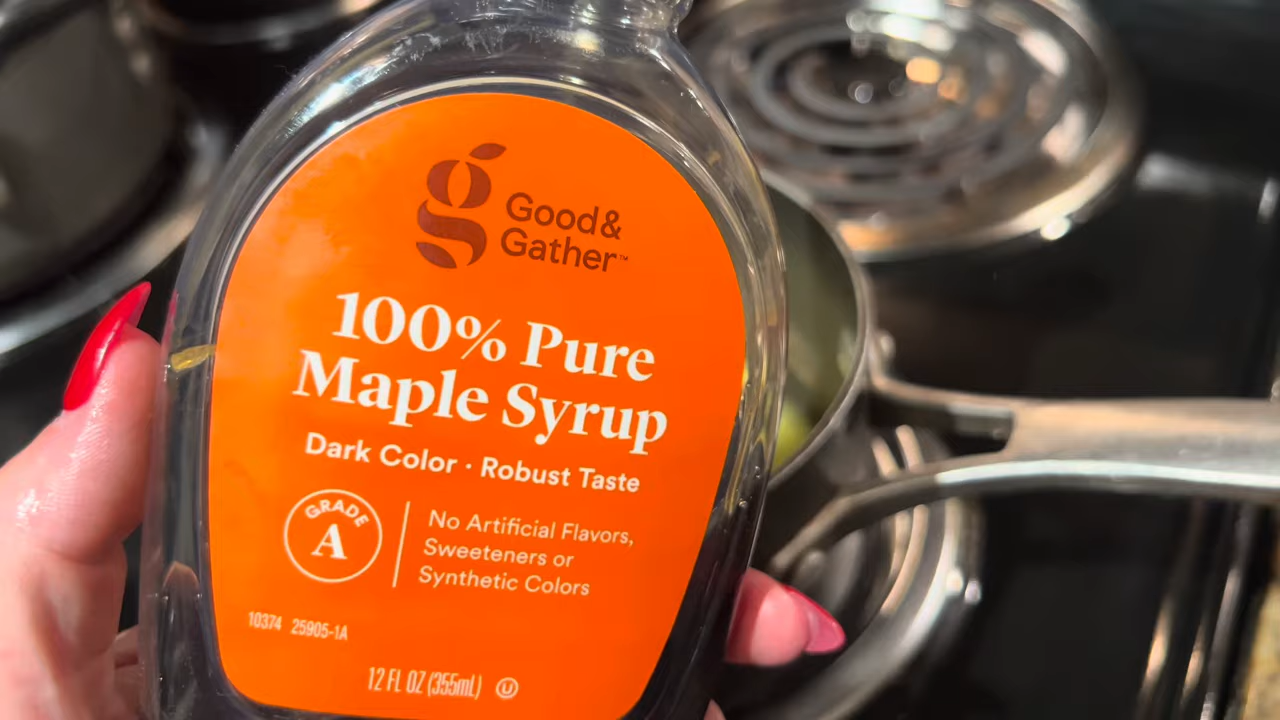 Good&
Gather™
100% Pure
Maple Syrup
Dark Color · Robust Taste
GRADE
A
No Artificial Flavors,
Sweeteners or
Synthetic Colors
10374 25905-1A
12 FL OZ (355mL) U